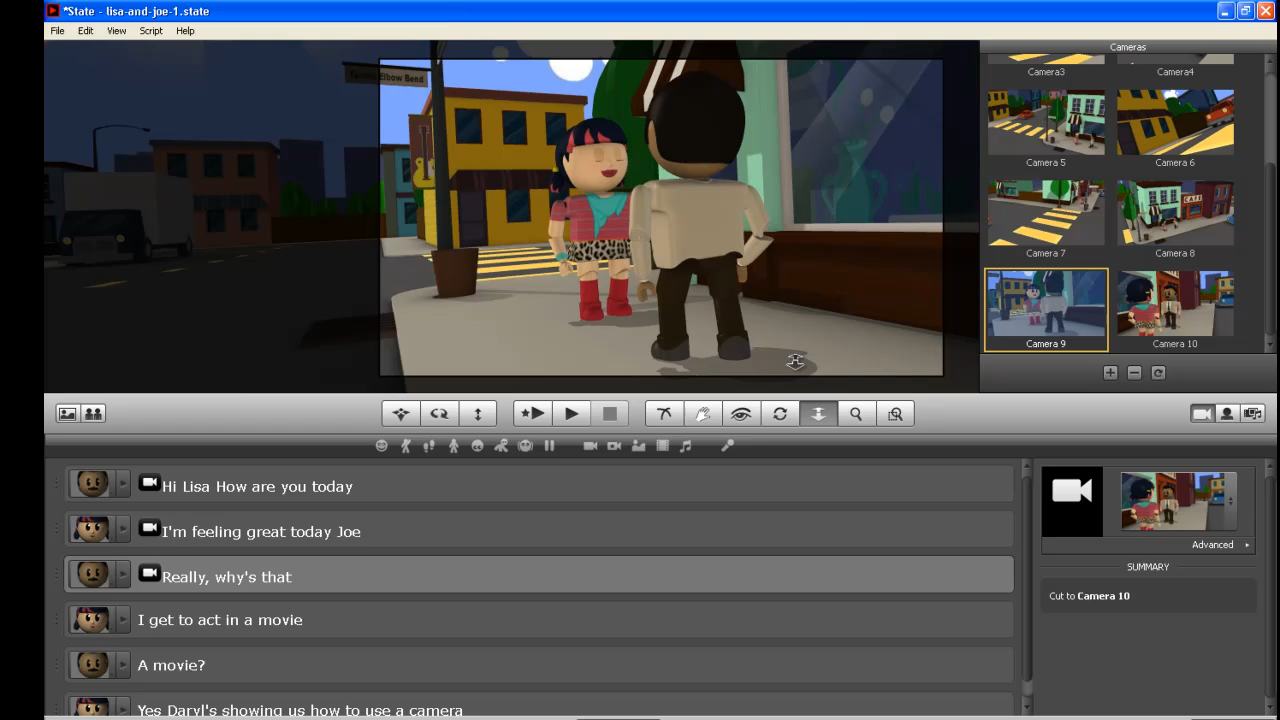 *State - lisa-and-joe-1.state
File Edit View Script Help
Cameras
Elbow Bend
Camera3 Camera4
Camera 5 Camera 6
CAFE
Camera 7 Camera 8
Camera 9 Camera 10
Hi Lisa How are you today
I'm feeling great today Joe
Really, why's that
I get to act in a movie
A movie?
Yes Daryl's showing us how to use a camera
Advanced
SUMMARY
Cut to Camera 10